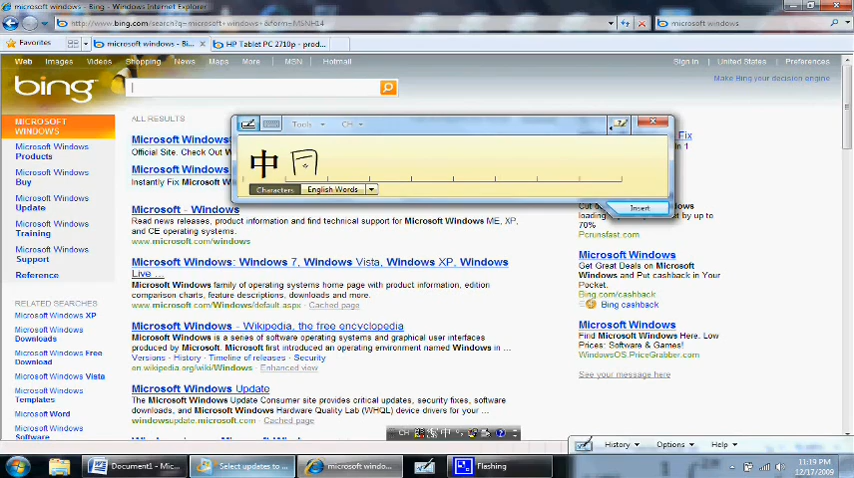 microsoft windows - Bing - Windows Internet Explorer
http://www.bing.com/search?q=microsoft+windows+&form=MSNH14
microsoft windows
Favorites
microsoft windows - Bi...
HP Tablet PC 2710p - prod...
Web Images Videos Shopping News Maps More MSN Hotmail
Sign in United States Preferences
bing
Make Bing your decision engine
MICROSOFT
WINDOWS
Microsoft Windows
Products
Microsoft Windows
Buy
Microsoft Windows
Update
Microsoft Windows
Training
Microsoft Windows
Support
Reference
RELATED SEARCHES
Microsoft Windows XP
Microsoft Windows
Downloads
Microsoft Windows Free
Download
Microsoft Windows Vista
Microsoft Windows
Templates
Microsoft Word
Microsoft Windows
Software
ALL RESULTS
Microsoft Windows
Official Site. Check Out W
Microsoft Windows
Instantly Fix Microsoft W
Microsoft - Windows
Read news releases, product information and find technical support for Microsoft Windows ME, XP,
and CE operating systems.
www.microsoft.com/windows
Microsoft Windows: Windows 7, Windows Vista, Windows XP, Windows
Live ...
Microsoft Windows family of operating systems home page with product information, edition
comparison charts, feature descriptions, downloads and more.
www.microsoft.com/Windows/default.aspx · Cached page
Microsoft Windows - Wikipedia, the free encyclopedia
Microsoft Windows is a series of software operating systems and graphical user interfaces
produced by Microsoft. Microsoft first introduced an operating environment named Windows in ...
Versions · History · Timeline of releases · Security
en.wikipedia.org/wiki/Windows · Enhanced view
Microsoft Windows Update
The Microsoft Windows Update Consumer site provides critical updates, security fixes, software
downloads, and Microsoft Hardware Quality Lab (WHQL) device drivers for your ...
windowsupdate.microsoft.com · Cached page
Tools CH
中
Characters English Words
Insert
Fix
in 1
loading
up to
70%
Pcrunsfast.com
Microsoft Windows
Get Great Deals on Microsoft
Windows and Put cashback in your
Pocket.
Bing.com/cashback
Bing cashback
Microsoft Windows
Find Microsoft Windows Here. Low
Prices: Software & Games!
WindowsOS.PriceGrabber.com
See your message here
CH 中
History Options Help
Document1 - Mic...
Select updates to ...
microsoft windo...
Flashing
11:19 PM
12/17/2009